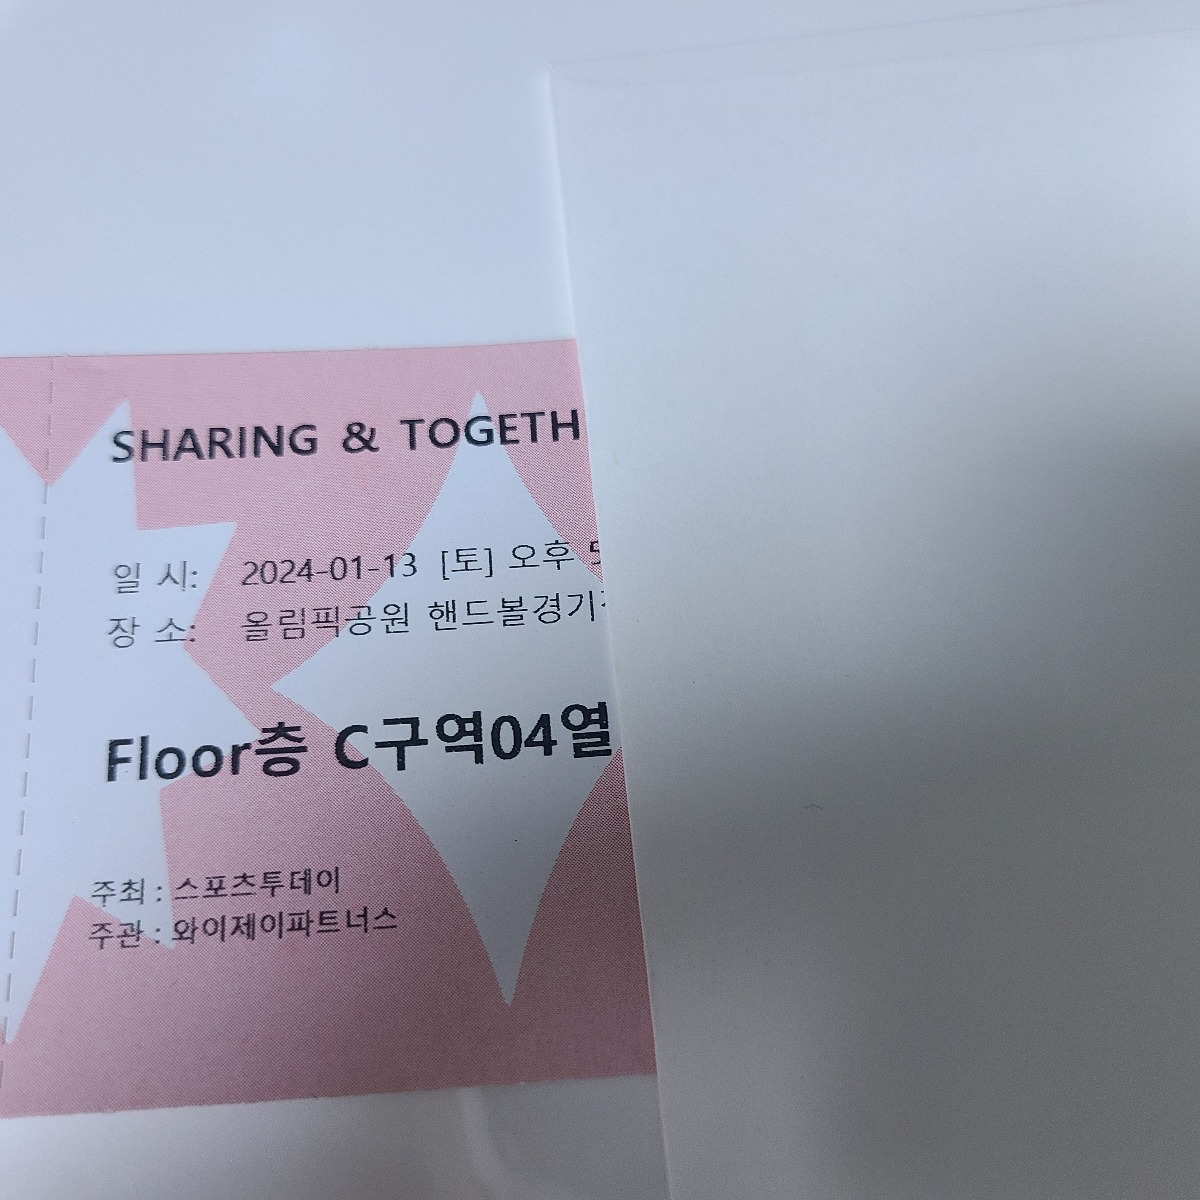 SHARING & TOGETH
일 시: 2024-01-13 [토] 오후
장 소: 올림픽공원 핸드볼경기
Floor층 C구역04열
주최 : 스포츠투데이
주관 : 와이제이파트너스